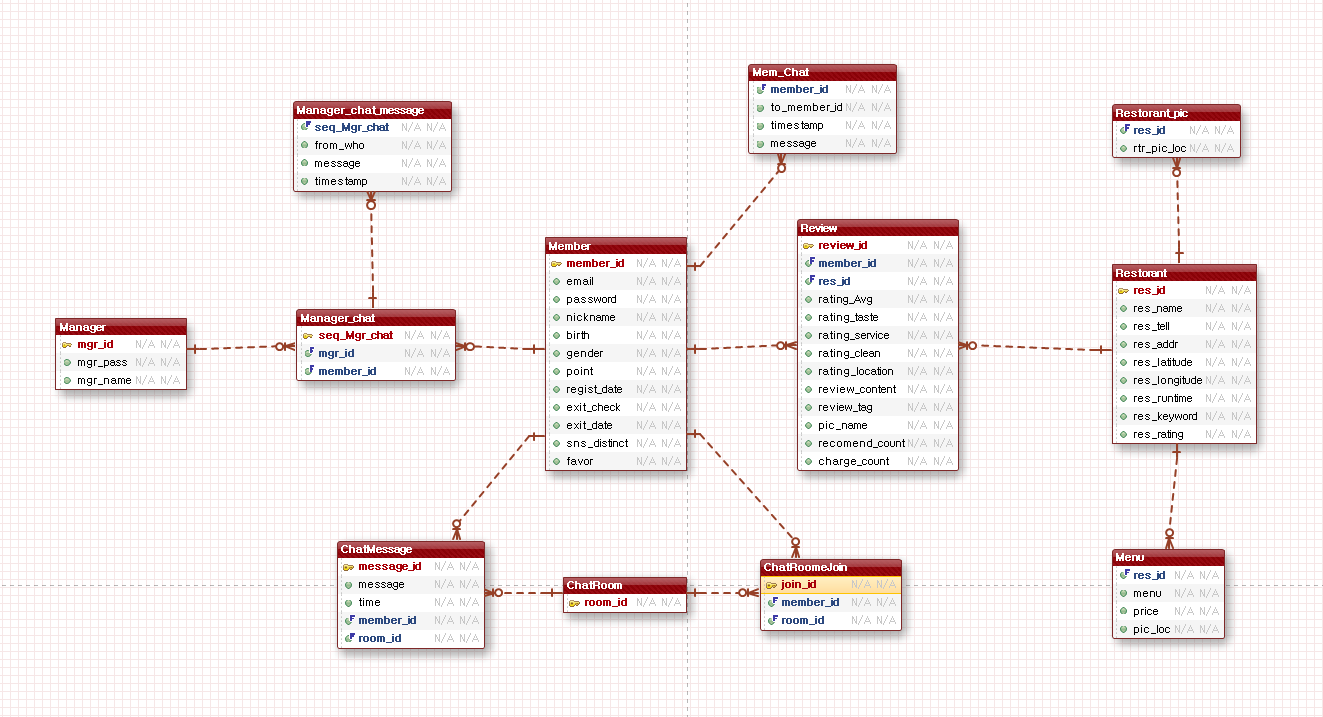 Manager_chat_message
seq_Mgr_chat N/A N/A
from_who N/A N/A
message N/A N/A
timestamp N/A N/A
Mem_Chat
member_id N/A N/A
to_member_id N/A N/A
timestamp N/A N/A
message N/A N/A
Restorant_pic
res_id N/A N/A
rtr_pic_loc N/A N/A
Manager
mgr_id N/A N/A
mgr_pass N/A N/A
mgr_name N/A N/A
Manager_chat
seq_Mgr_chat N/A N/A
mgr_id N/A N/A
member_id N/A N/A
Member
member_id N/A N/A
email N/A N/A
password N/A N/A
nickname N/A N/A
birth N/A N/A
gender N/A N/A
point N/A N/A
regist_date N/A N/A
exit_check N/A N/A
exit_date N/A N/A
sns_distinct N/A N/A
favor N/A N/A
Review
review_id N/A N/A
member_id N/A N/A
res_id N/A N/A
rating_Avg N/A N/A
rating_taste N/A N/A
rating_service N/A N/A
rating_clean N/A N/A
rating_location N/A N/A
review_content N/A N/A
review_tag N/A N/A
pic_name N/A N/A
recomend_count N/A N/A
charge_count N/A N/A
Restorant
res_id N/A N/A
res_name N/A N/A
res_tell N/A N/A
res_addr N/A N/A
res_latitude N/A N/A
res_longitude N/A N/A
res_runtime N/A N/A
res_keyword N/A N/A
res_rating N/A N/A
ChatMessage
message_id N/A N/A
message N/A N/A
time N/A N/A
member_id N/A N/A
room_id N/A N/A
ChatRoom
room_id N/A N/A
ChatRoomeJoin
join_id N/A N/A
member_id N/A N/A
room_id N/A N/A
Menu
res_id N/A N/A
menu N/A N/A
price N/A N/A
pic_loc N/A N/A